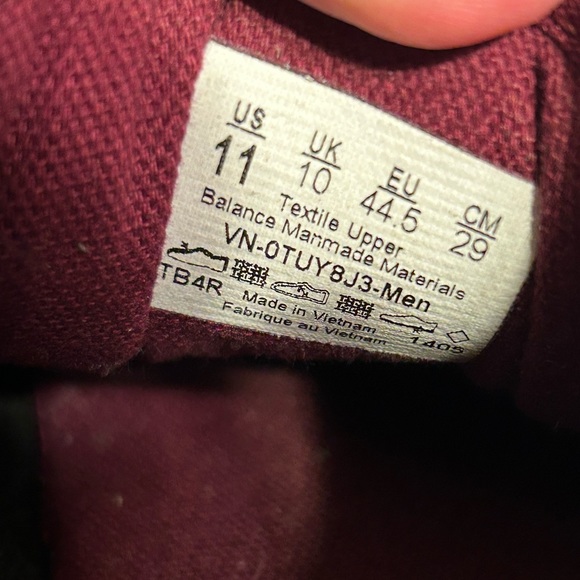 US UK EU CM
11 10 44.5 29
Textile Upper
Balance Manmade Materials
VN-0TUY8J3-Men
TB4R
Made in Vietnam 1405
Fabrique au Vietnam